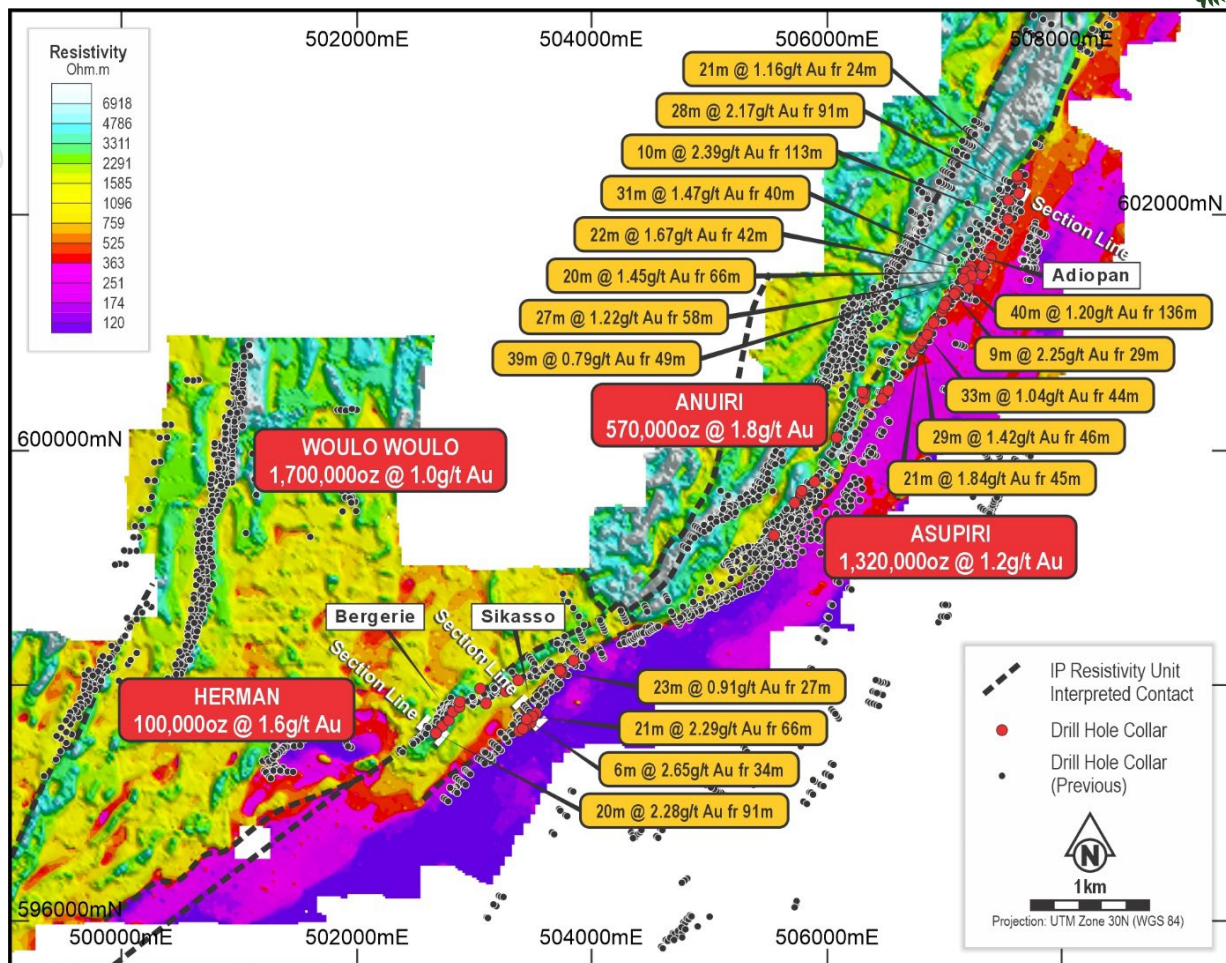 502000mE
504000mE
506000mE
508000mE
Resistivity
Ohm.m
6918
4786
3311
2291
1585
1096
759
525
363
251
174
120
21m @ 1.16g/t Au fr 24m
28m @ 2.17g/t Au fr 91m
10m @ 2.39g/t Au fr 113m
31m @ 1.47g/t Au fr 40m
22m @ 1.67g/t Au fr 42m
20m @ 1.45g/t Au fr 66m
27m @ 1.22g/t Au fr 58m
39m @ 0.79g/t Au fr 49m
602000mN
Section Line
Adiopan
40m @ 1.20g/t Au fr 136m
9m @ 2.25g/t Au fr 29m
33m @ 1.04g/t Au fr 44m
29m @ 1.42g/t Au fr 46m
21m @ 1.84g/t Au fr 45m
ANUIRI
570,000oz @ 1.8g/t Au
600000mN
WOULO WOULO
1,700,000oz @ 1.0g/t Au
ASUPIRI
1,320,000oz @ 1.2g/t Au
Bergerie
Sikasso
Section Line
Section Line
HERMAN
100,000oz @ 1.6g/t Au
23m @ 0.91g/t Au fr 27m
21m @ 2.29g/t Au fr 66m
6m @ 2.65g/t Au fr 34m
20m @ 2.28g/t Au fr 91m
IP Resistivity Unit
Interpreted Contact
Drill Hole Collar
Drill Hole Collar
(Previous)
N
1km
Projection: UTM Zone 30N (WGS 84)
596000mN
500000mE
502000mE
504000mE
506000mE